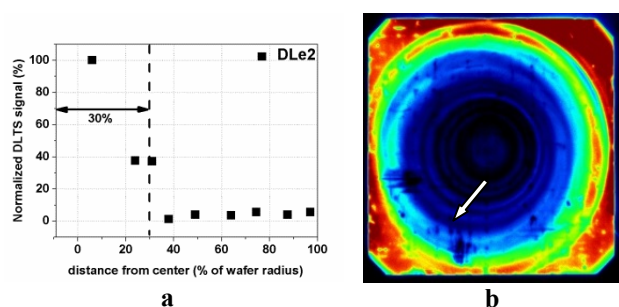 Normalized DLTS signal (%)
100
80
60
40
20
0
DLe2
30%
0
20
40
60
80
100
distance from center (% of wafer radius)
a
b